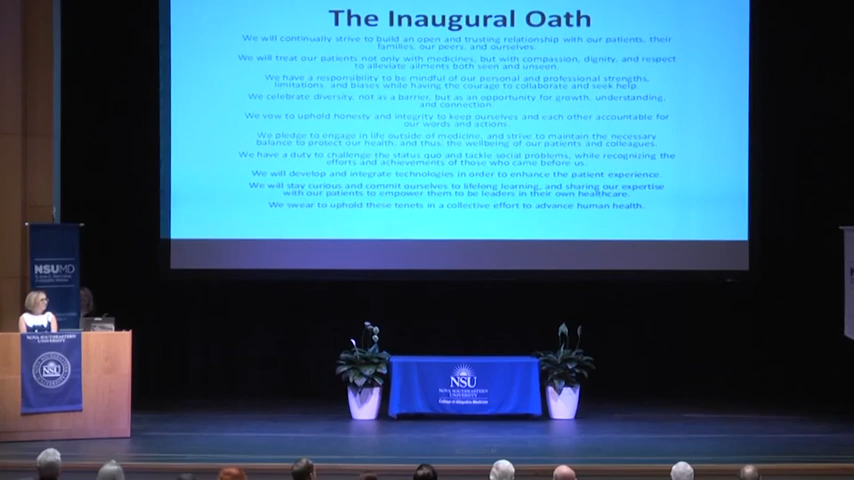 The Inaugural Oath
We will continually strive to build an open and trusting relationship with our patients, their
families, our peers, and ourselves.
We will treat our patients not only with medicines, but with compassion, dignity, and respect
to alleviate ailments both seen and unseen.
We have a responsibility to be mindful of our personal and professional strengths,
limitations, and biases while having the courage to collaborate and seek help.
We celebrate diversity, not as a barrier, but as an opportunity for growth, understanding,
and connection.
We vow to uphold honesty and integrity to keep ourselves and each other accountable for
our words and actions.
We pledge to engage in life outside of medicine, and strive to maintain the necessary
balance to protect our health, and thus, the wellbeing of our patients and colleagues.
We have a duty to challenge the status quo and tackle social problems, while recognizing the
efforts and achievements of those who came before us.
We will develop and integrate technologies in order to enhance the patient experience.
We will stay curious and commit ourselves to lifelong learning, and sharing our expertise
with our patients to empower them to be leaders in their own healthcare.
We swear to uphold these tenets in a collective effort to advance human health.
NSUMD
NOVA SOUTHEASTERN
UNIVERSITY
NSU
NSU
NOVA SOUTHEASTERN
UNIVERSITY
College of Allopathic Medicine